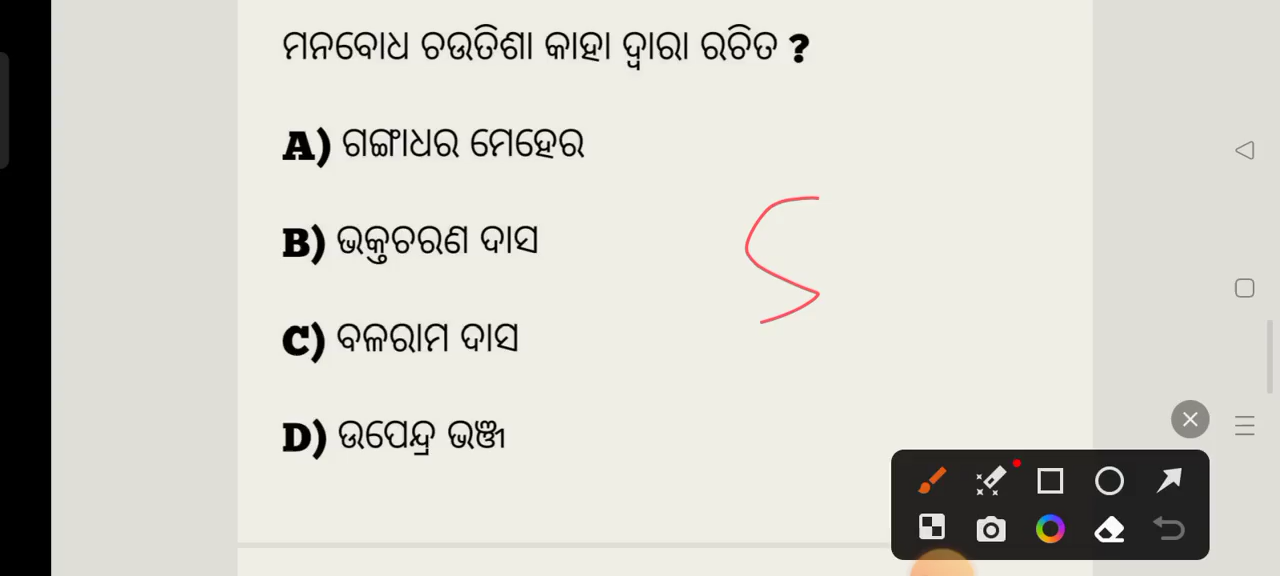 ମନବୋଧ ଚଉତିଶା କାହା ଦ୍ୱାରା ରଚିତ ?
A) ଗଙ୍ଗାଧର ମେହେର
B) ଭକ୍ତଚରଣ ଦାସ
C) ବଳରାମ ଦାସ
D) ଉପେନ୍ଦ୍ର ଭଞ୍ଜ